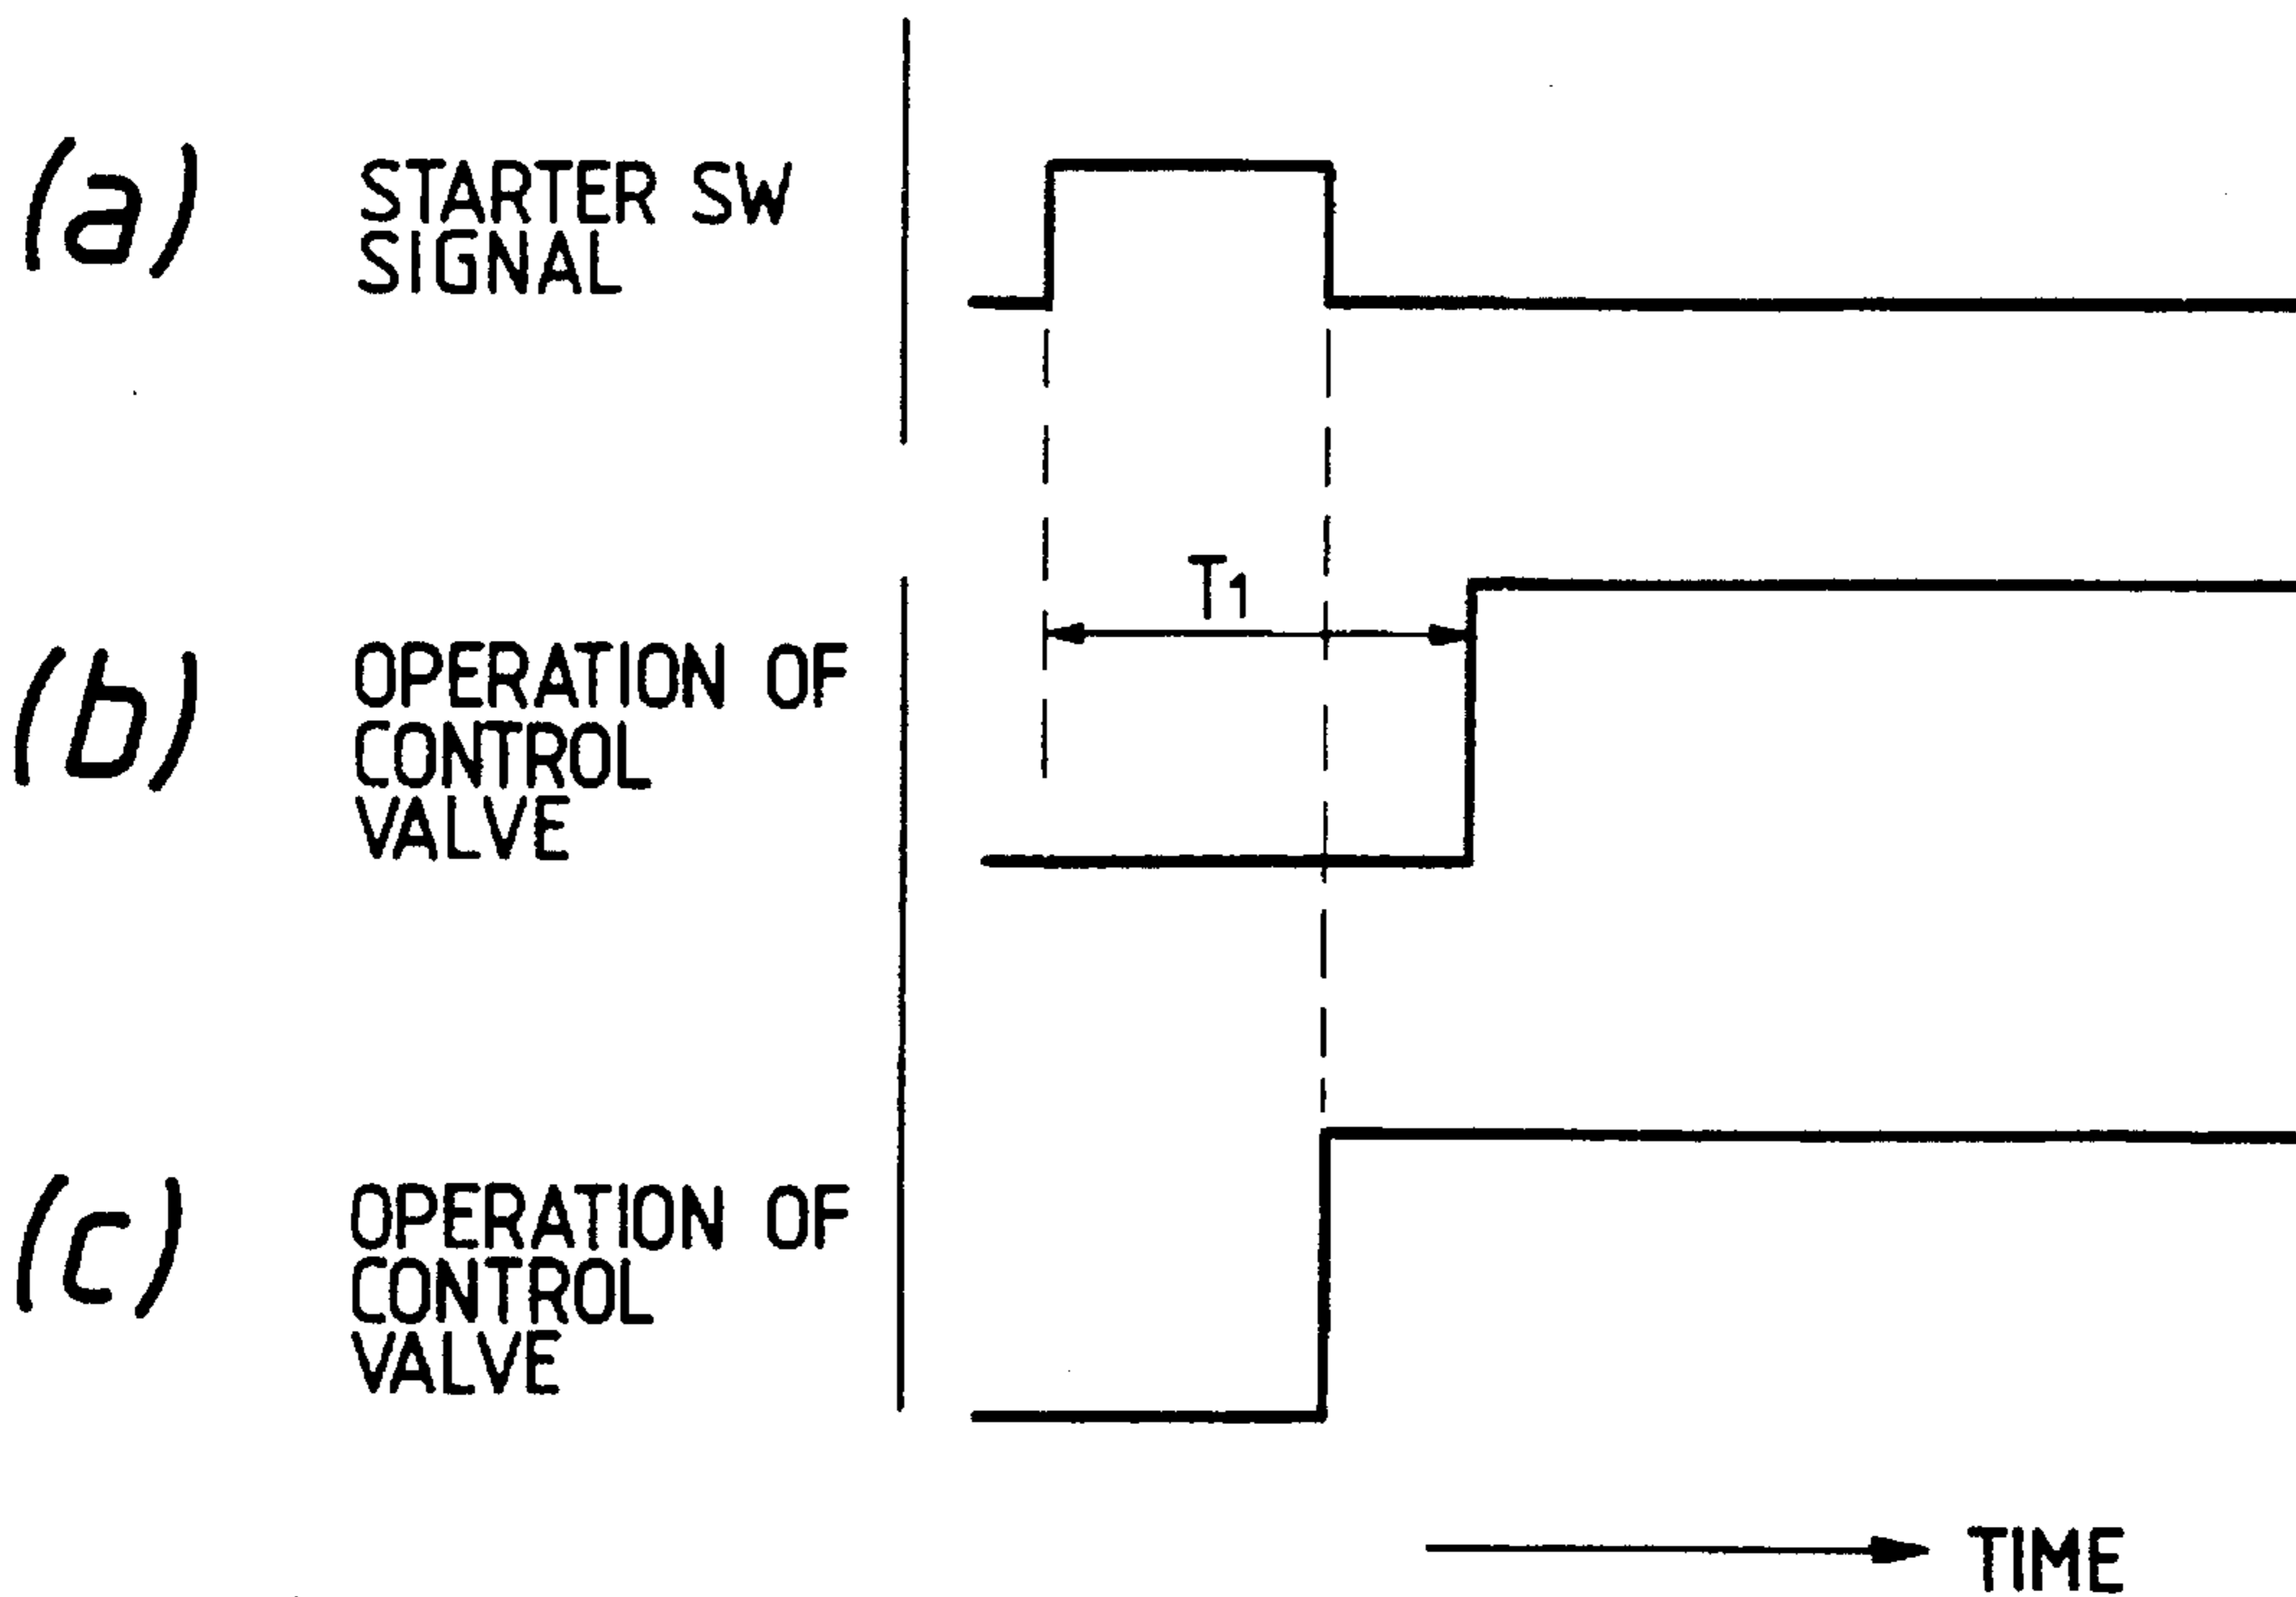 (a)
STARTER SW
SIGNAL
T1
(b)
OPERATION OF
CONTROL
VALVE
(c)
OPERATION OF
CONTROL
VALVE
TIME